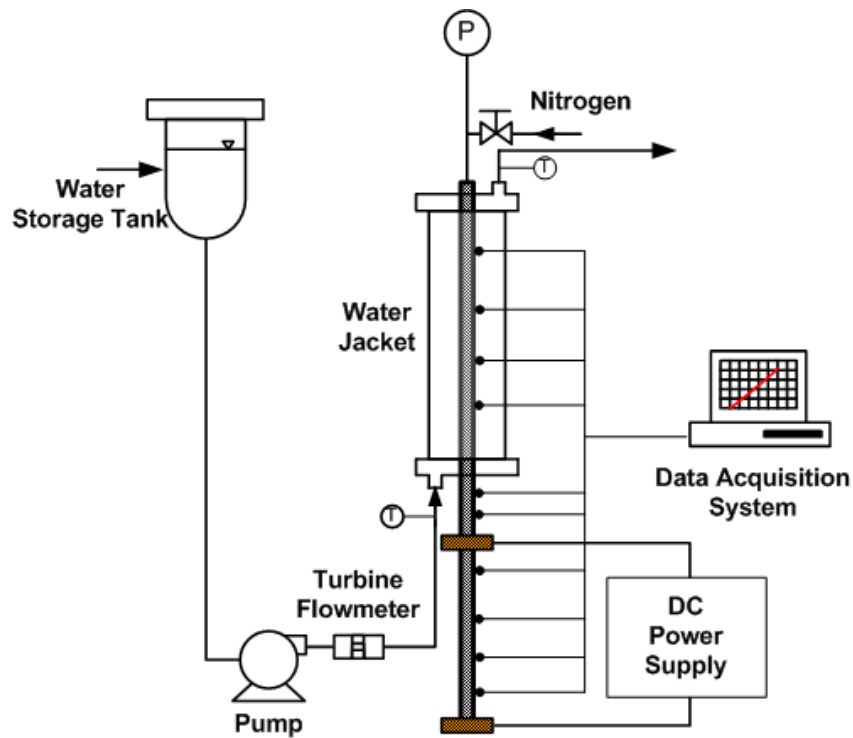 P
Nitrogen
T
Water
Storage Tank
Water
Jacket
Data Acquisition
System
T
Turbine
Flowmeter
DC
Power
Supply
Pump